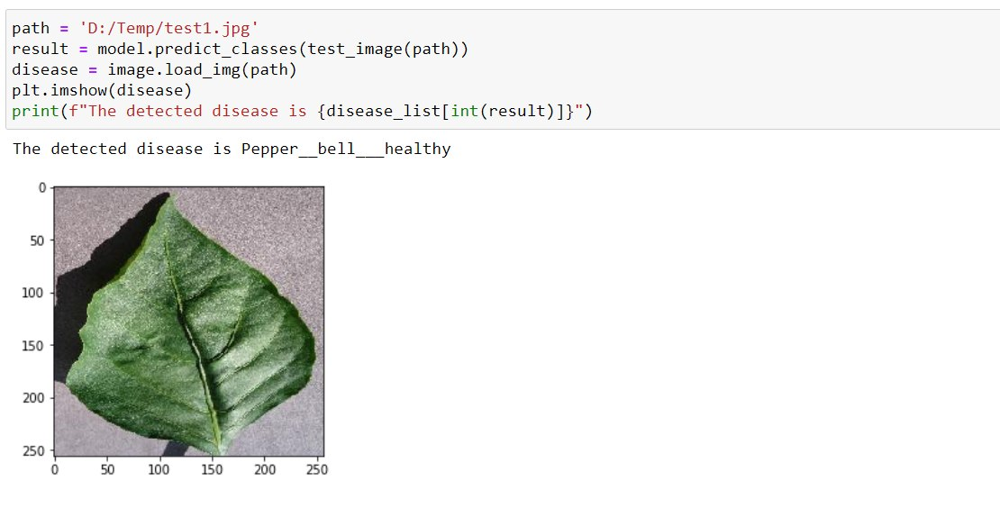 path = 'D:/Temp/test1.jpg'
result = model.predict_classes(test_image(path))
disease = image.load_img(path)
plt.imshow(disease)
print(f"The detected disease is {disease_list[int(result)]}")
The detected disease is Pepper__bell___healthy
0
50
100
150
200
250
0 50 100 150 200 250